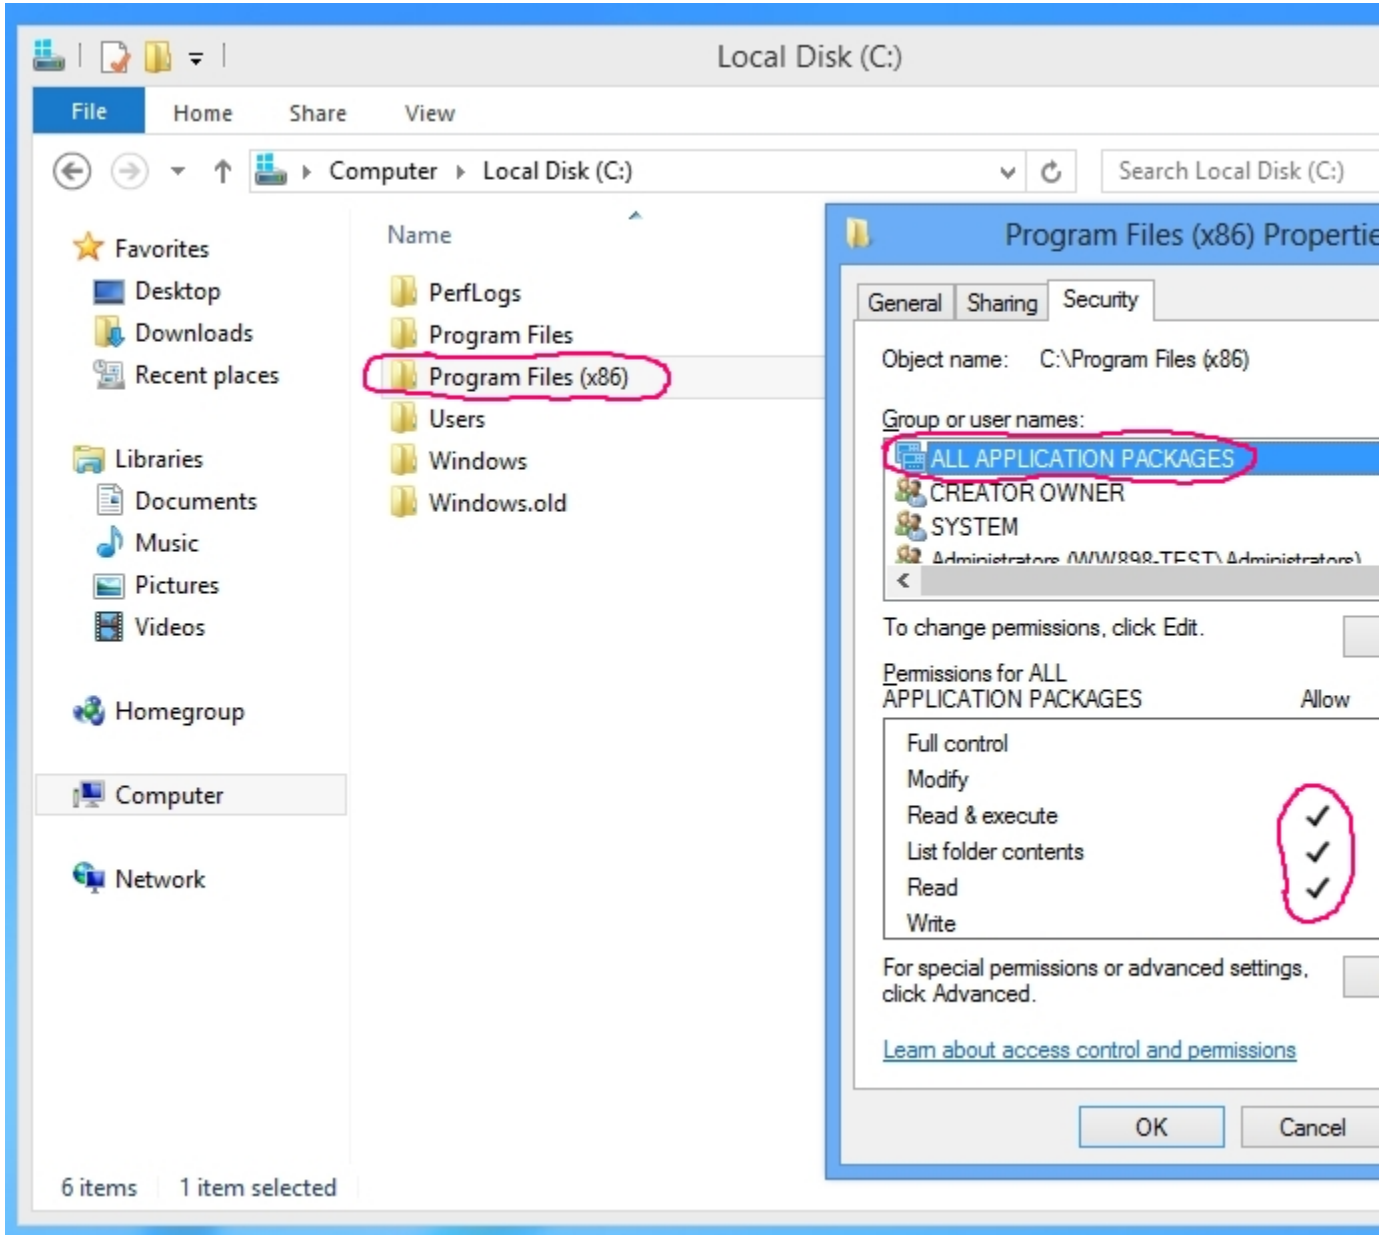 Local Disk (C:)
File Home Share View
Computer Local Disk (C:)
Search Local Disk (C:)
Favorites
Desktop
Downloads
Recent places
Libraries
Documents
Music
Pictures
Videos
Homegroup
Computer
Network
Name
PerfLogs
Program Files
Program Files (x86)
Users
Windows
Windows.old
6 items 1 item selected
Program Files (x86) Propertie
General Sharing Security
Object name: C:\Program Files (x86)
Group or user names:
ALL APPLICATION PACKAGES
CREATOR OWNER
SYSTEM
Administrators (WW898-TEST\Administrators)
To change permissions, click Edit.
Permissions for ALL
APPLICATION PACKAGES Allow
Full control
Modify
Read & execute
List folder contents
Read
Write
For special permissions or advanced settings,
click Advanced.
Learn about access control and permissions
OK Cancel